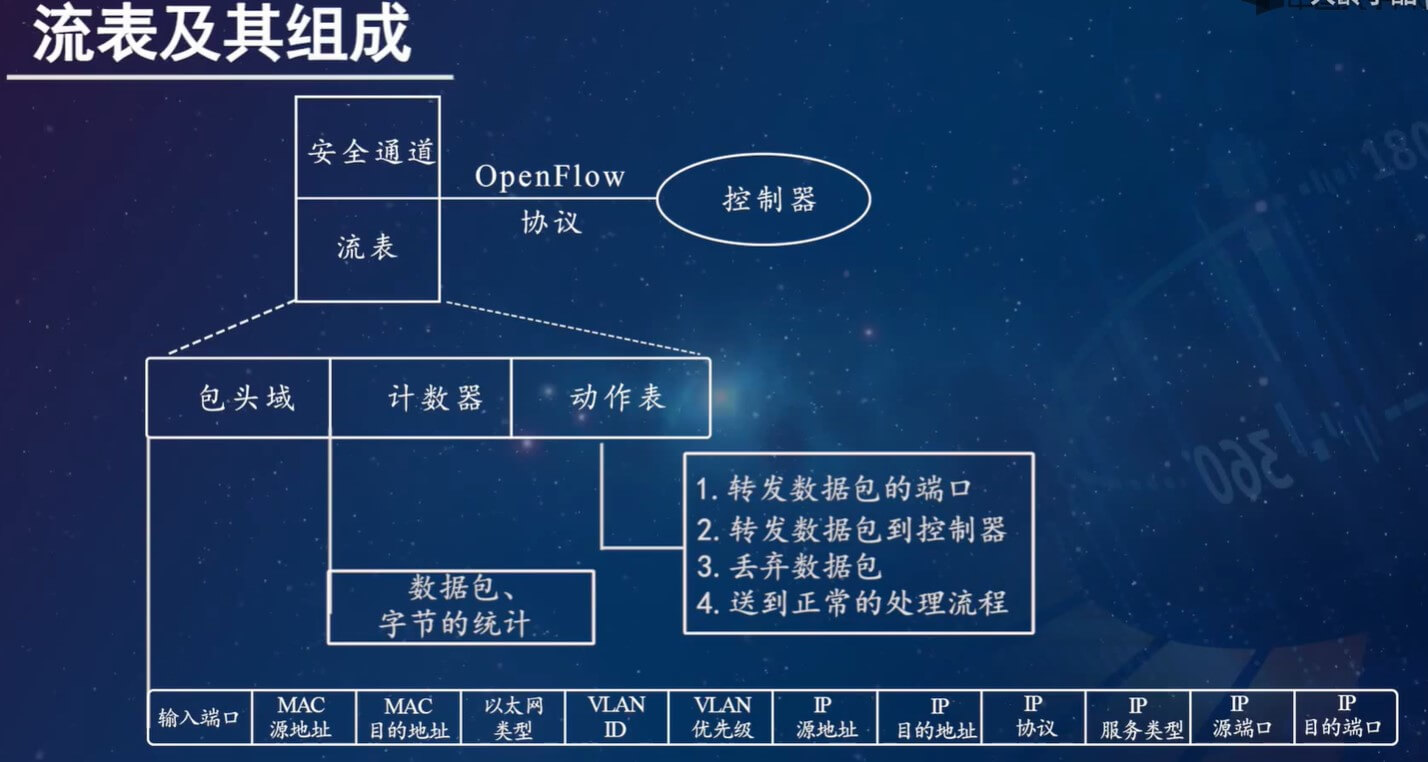 流表及其组成
安全通道
OpenFlow
协议
控制器
流表
包头域
计数器
动作表
1. 转发数据包的端口
2. 转发数据包到控制器
3. 丢弃数据包
4. 送到正常的处理流程
数据包、
字节的统计
输入端口
MAC
源地址
MAC
目的地址
以太网
类型
VLAN
ID
VLAN
优先级
IP
源地址
IP
目的地址
IP
协议
IP
服务类型
IP
源端口
IP
目的端口
180
360